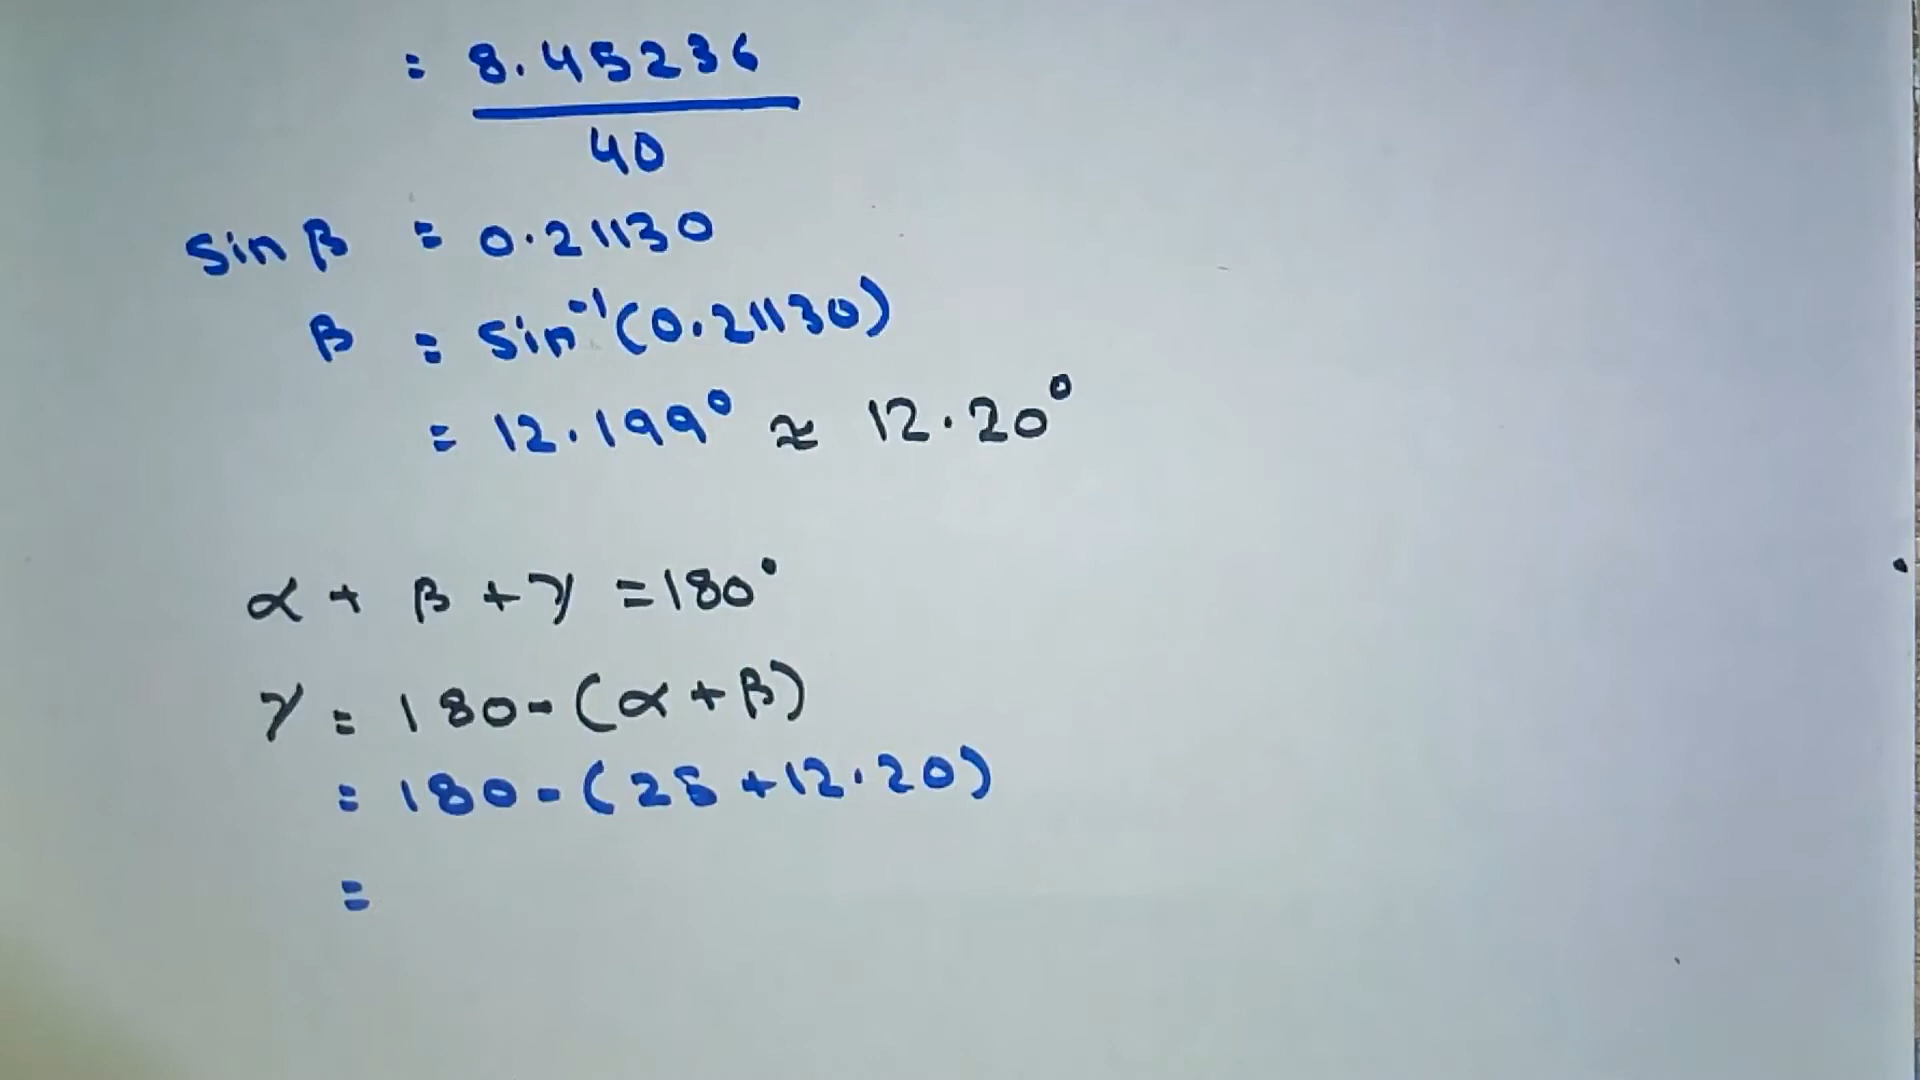 = 8.45236
40
sin β = 0.21130
β = sin⁻¹(0.21130)
= 12.199° ≈ 12.20°
α + β + γ = 180°
γ = 180 - (α + β)
= 180 - (25 + 12.20)
=